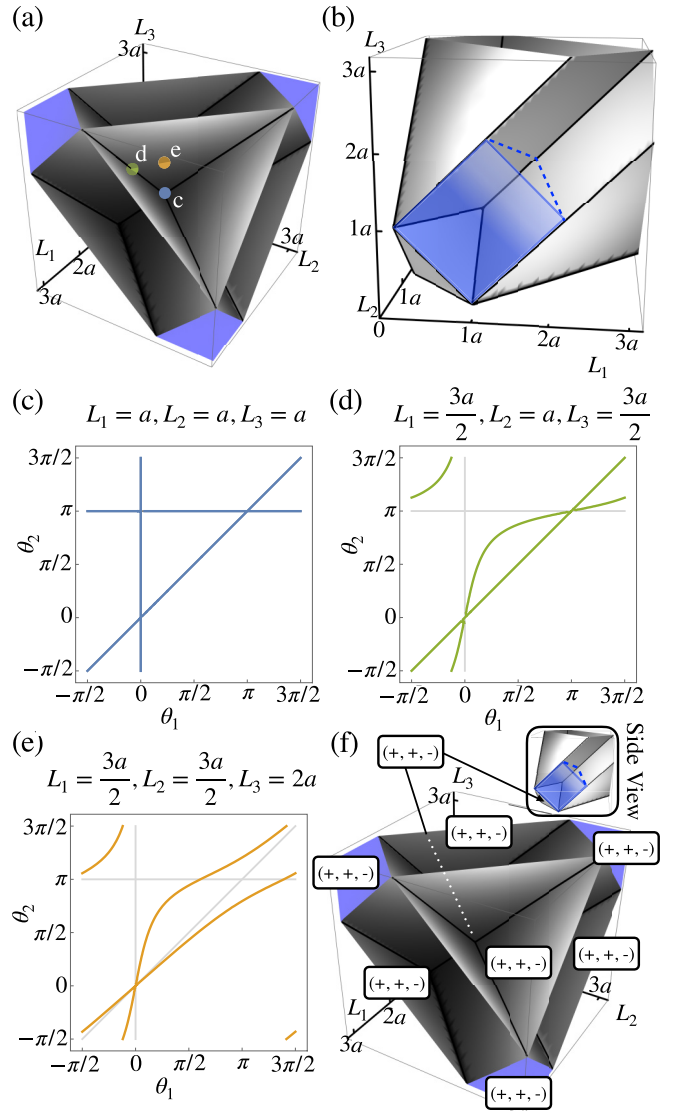 (a)
L₃
3a
d
e
c
L₁
2a
3a
3a
L₂
(b)
L₃
3a
2a
1a
L₂
1a
0
1a
2a
3a
L₁
(c)
L₁ = a, L₂ = a, L₃ = a
3π/2
π
π/2
0
−π/2
θ₂
−π/2 0 π/2 π 3π/2
θ₁
(d)
L₁ = 3a/2, L₂ = a, L₃ = 3a/2
3π/2
π
π/2
0
−π/2
θ₂
−π/2 0 π/2 π 3π/2
θ₁
(e)
L₁ = 3a/2, L₂ = 3a/2, L₃ = 2a
3π/2
π
π/2
0
−π/2
θ₂
−π/2 0 π/2 π 3π/2
θ₁
(f)
Side View
(+, +, -)
L₃
3a
(+, +, -)
(+, +, -)
(+, +, -)
(+, +, -)
(+, +, -)
(+, +, -)
L₁
2a
3a
3a
L₂
(+, +, -)